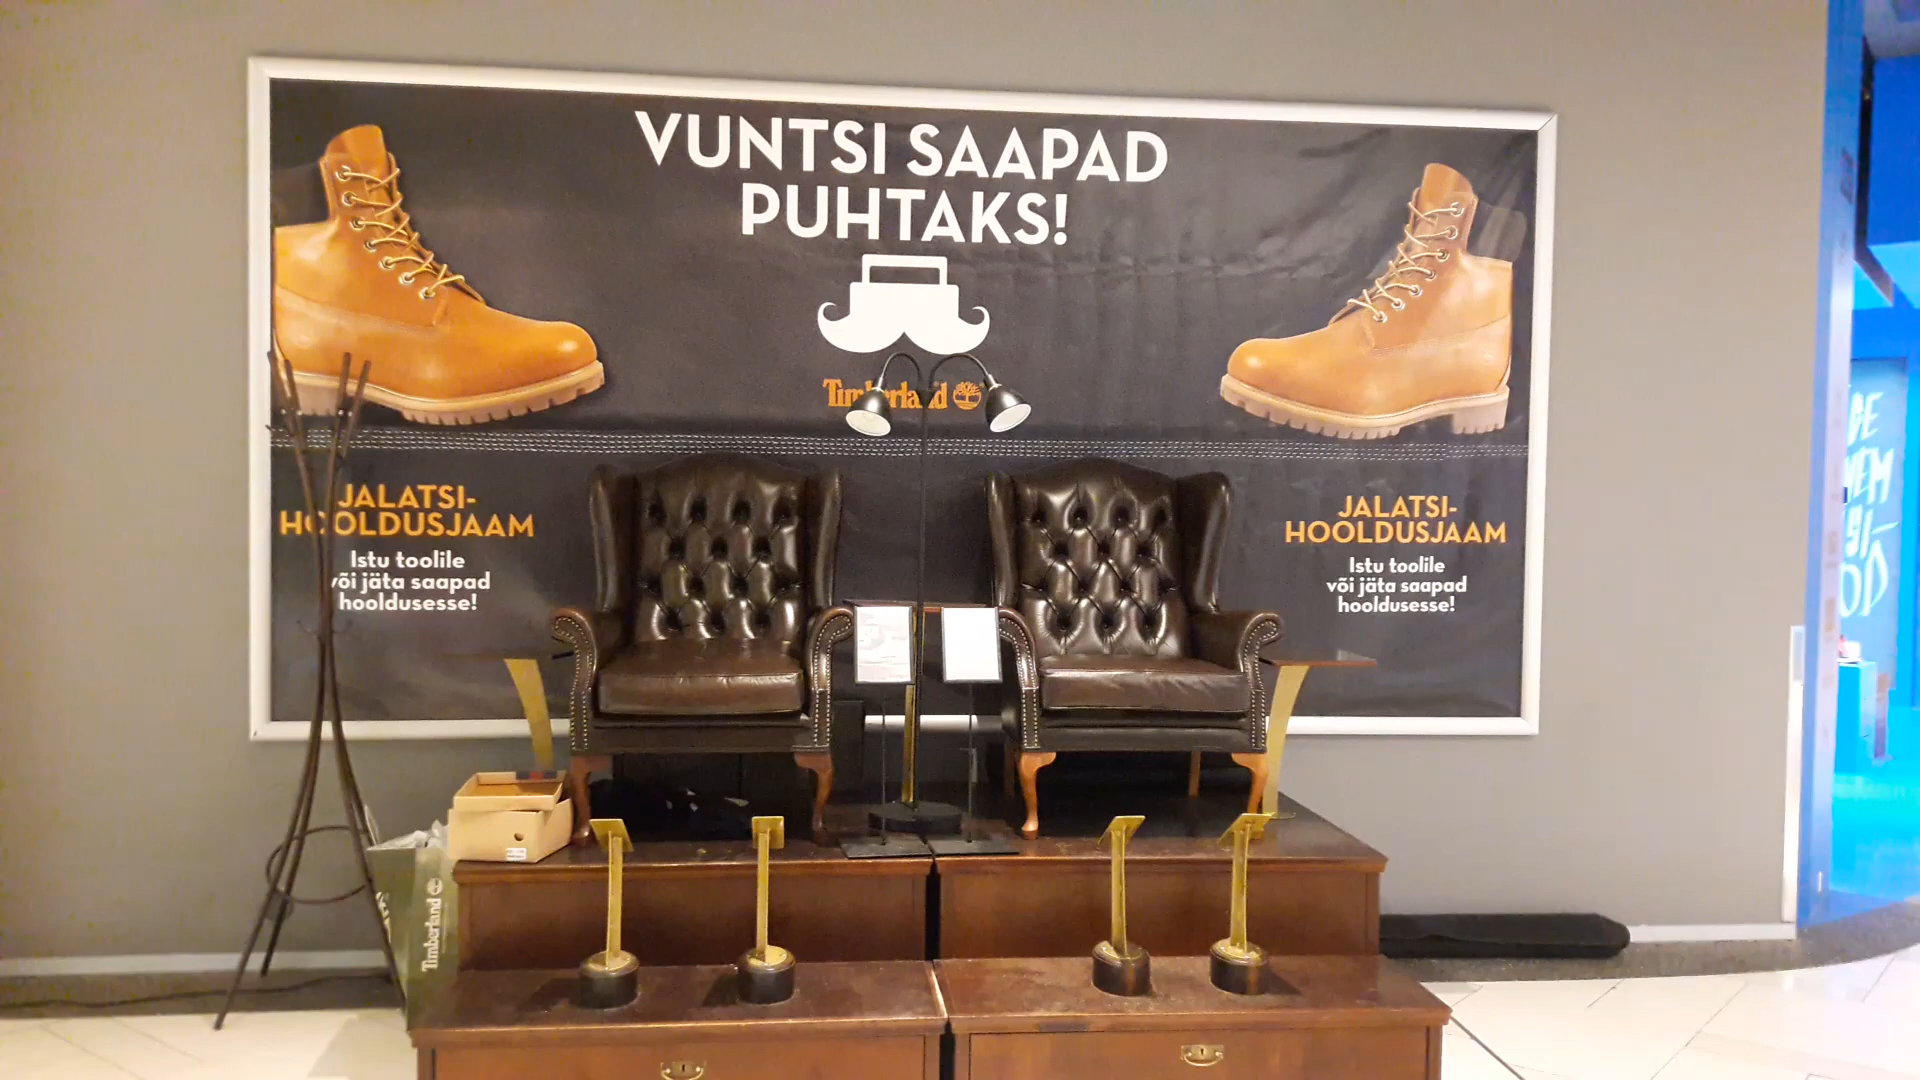 VUNTSI SAAPAD
PUHTAKS!
Timberland
JALATSI-
HOOLDUSJAAM
Istu toolile
või jäta saapad
hooldusesse!
JALATSI-
HOOLDUSJAAM
Istu toolile
või jäta saapad
hooldusesse!
Timberland